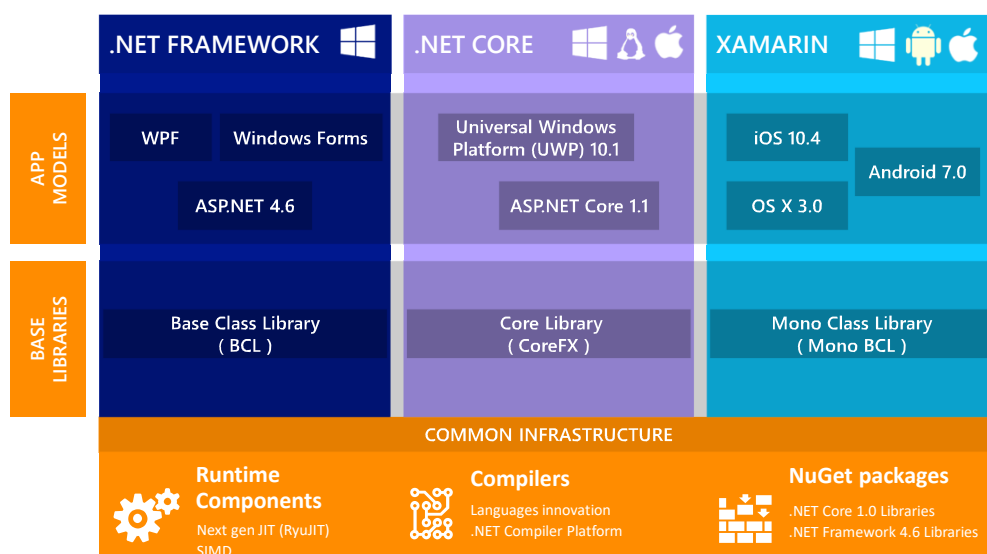 .NET FRAMEWORK
.NET CORE
XAMARIN
APP
MODELS
WPF
Windows Forms
ASP.NET 4.6
Universal Windows
Platform (UWP) 10.1
ASP.NET Core 1.1
iOS 10.4
Android 7.0
OS X 3.0
BASE
LIBRARIES
Base Class Library
( BCL )
Core Library
( CoreFX )
Mono Class Library
( Mono BCL )
COMMON INFRASTRUCTURE
Runtime
Components
Next gen JIT (RyuJIT)
SIMD
Compilers
Languages innovation
.NET Compiler Platform
NuGet packages
.NET Core 1.0 Libraries
.NET Framework 4.6 Libraries